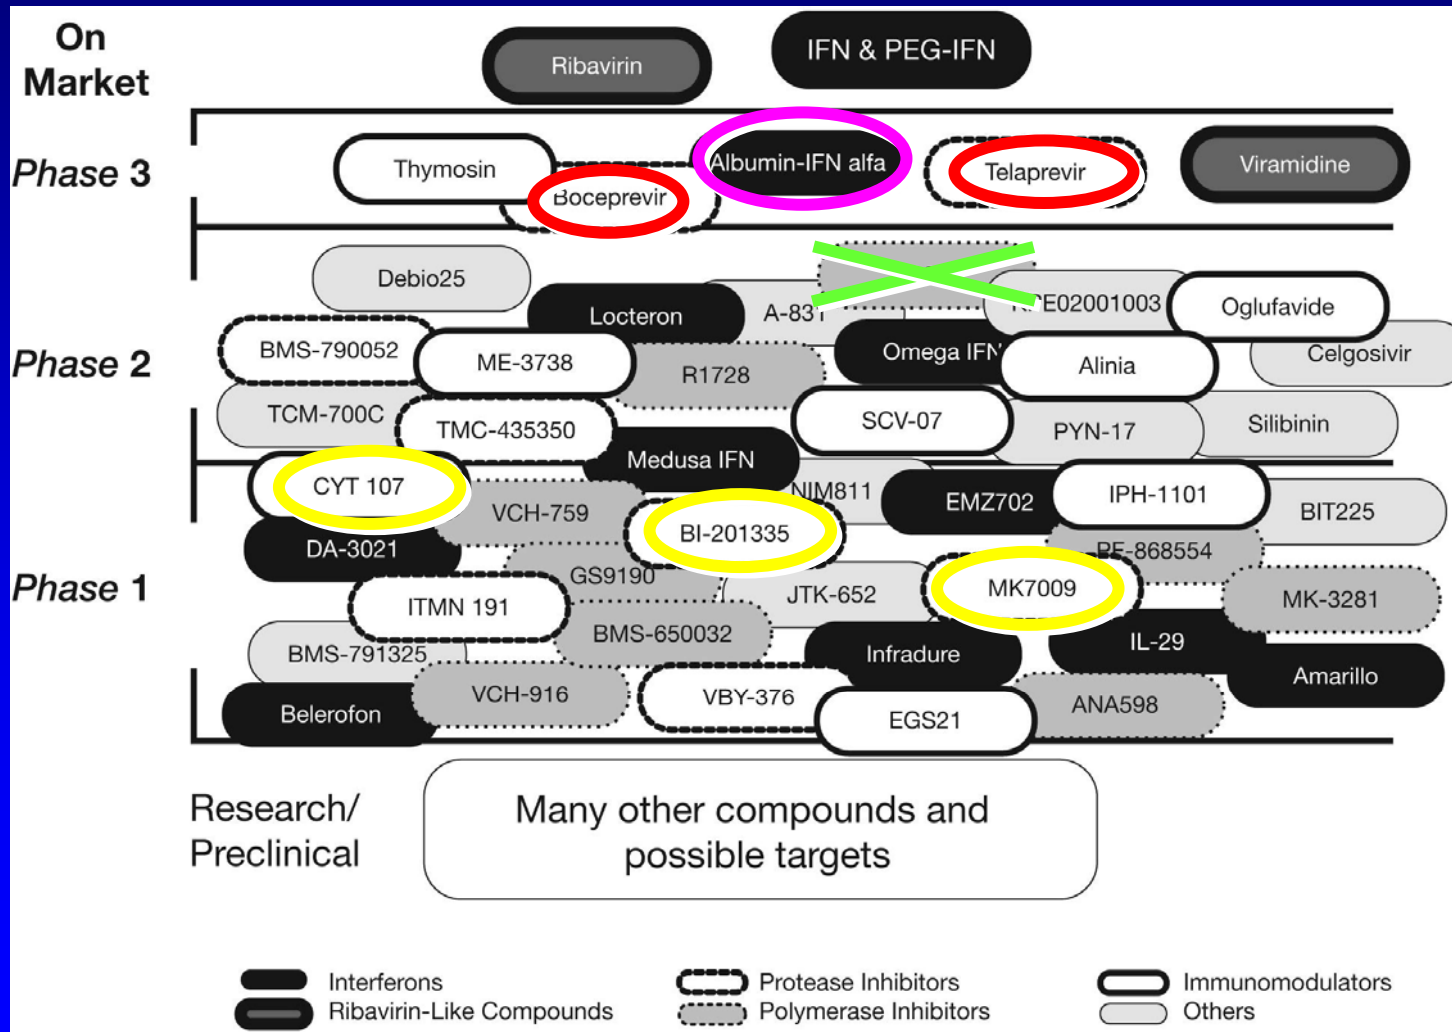 On
Market
Ribavirin
IFN & PEG-IFN
Phase 3
Thymosin
Boceprevir
Albumin-IFN alfa
Telaprevir
Viramidine
Phase 2
Debio25
Locteron
A-831
Oglufavide
BMS-790052
ME-3738
R1728
Omega IFN
Alinia
Celgosivir
TCM-700C
TMC-435350
SCV-07
PYN-17
Silibinin
Medusa IFN
Phase 1
CYT 107
VCH-759
BI-201335
NIM811
EMZ702
IPH-1101
BIT225
DA-3021
GS9190
JTK-652
MK7009
PF-868554
MK-3281
ITMN 191
BMS-650032
Infradure
IL-29
Amarillo
BMS-791325
VCH-916
VBY-376
EGS21
ANA598
Belerofon
Research/
Preclinical
Many other compounds and
possible targets
Interferons
Protease Inhibitors
Immunomodulators
Ribavirin-Like Compounds
Polymerase Inhibitors
Others